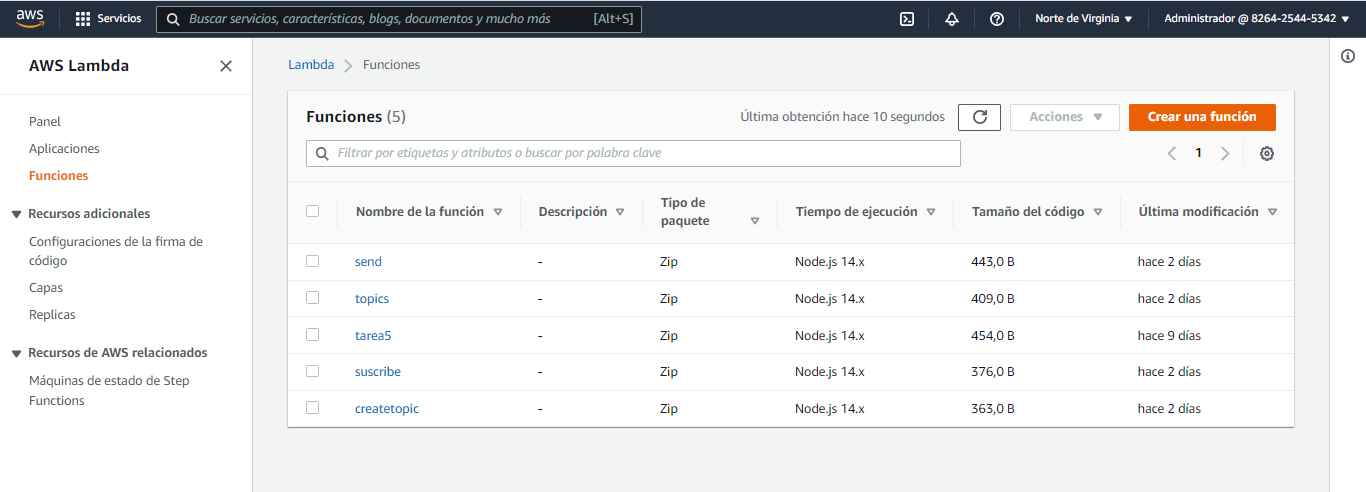 aws Servicios Buscar servicios, características, blogs, documentos y mucho más [Alt+S] Norte de Virginia Administrador @ 8264-2544-5342
AWS Lambda
Panel
Aplicaciones
Funciones
Recursos adicionales
Configuraciones de la firma de
código
Capas
Replicas
Recursos de AWS relacionados
Máquinas de estado de Step
Functions
Lambda Funciones
Funciones (5) Última obtención hace 10 segundos Acciones Crear una función
Filtrar por etiquetas y atributos o buscar por palabra clave 1
Nombre de la función Descripción Tipo de paquete Tiempo de ejecución Tamaño del código Última modificación
send - Zip Node.js 14.x 443,0 B hace 2 días
topics - Zip Node.js 14.x 409,0 B hace 2 días
tarea5 - Zip Node.js 14.x 454,0 B hace 9 días
suscribe - Zip Node.js 14.x 376,0 B hace 2 días
createtopic - Zip Node.js 14.x 363,0 B hace 2 días